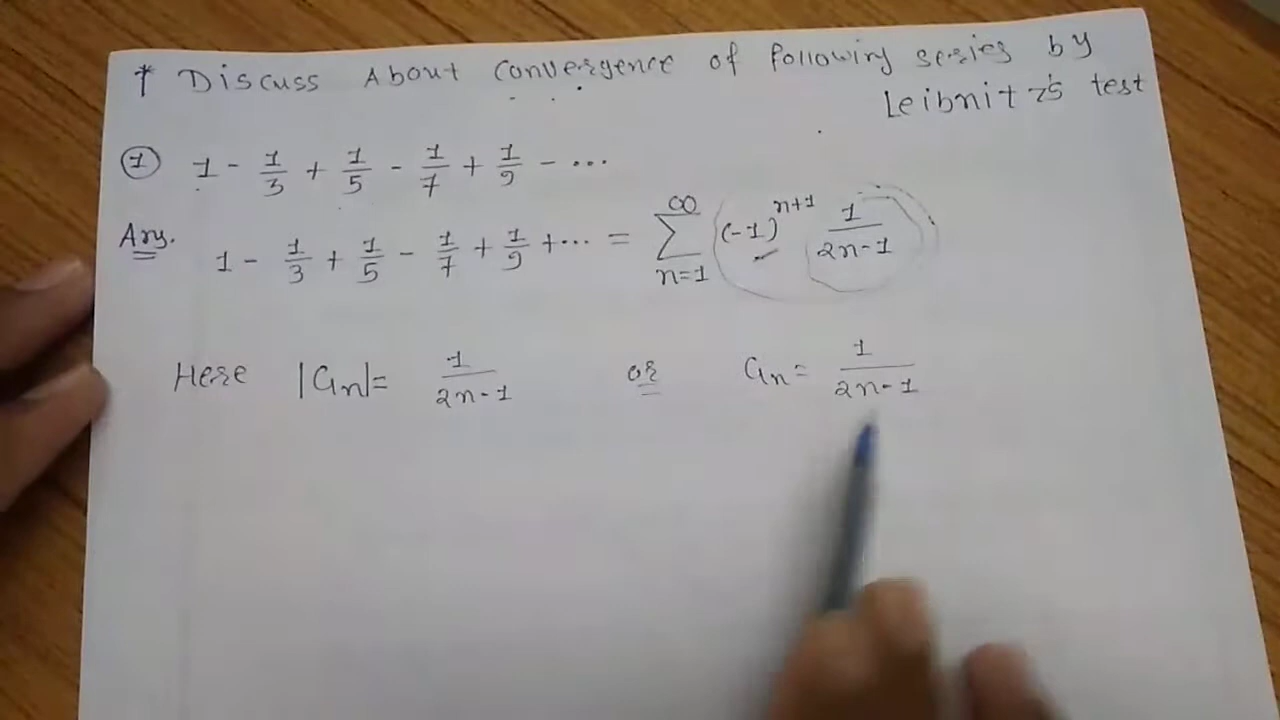 * Discuss About convergence of following series by
Leibnitz's test
① 1 - 1/3 + 1/5 - 1/7 + 1/9 - ...
Ans. 1 - 1/3 + 1/5 - 1/7 + 1/9 + ... = ∑_{n=1}^{∞} (-1)^{n+1} 1/(2n-1)
Here |an| = 1/(2n-1) or an = 1/(2n-1)